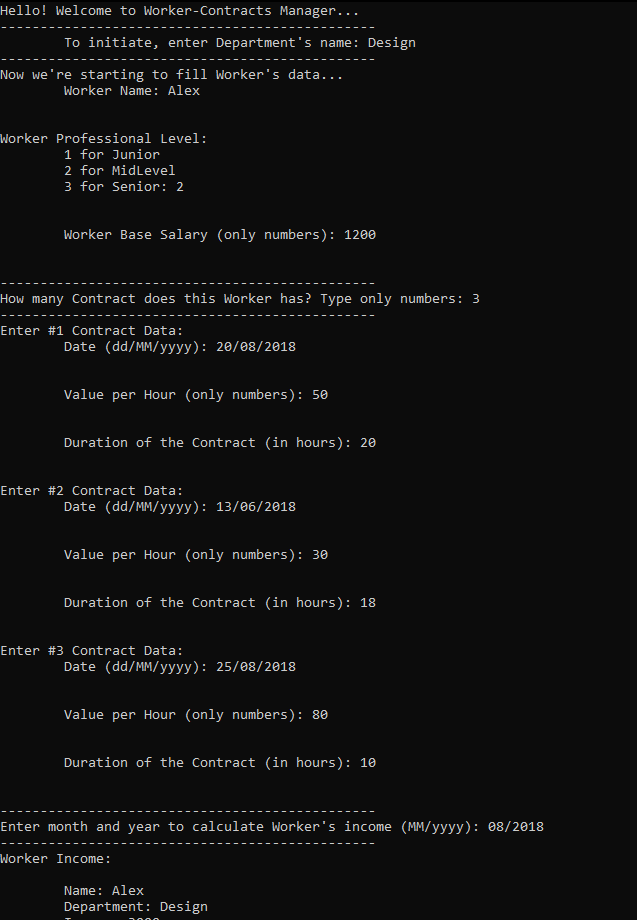 Hello! Welcome to Worker-Contracts Manager...
-----------------------------------------------
To initiate, enter Department's name: Design
-----------------------------------------------
Now we're starting to fill Worker's data...
Worker Name: Alex
Worker Professional Level:
1 for Junior
2 for MidLevel
3 for Senior: 2
Worker Base Salary (only numbers): 1200
-----------------------------------------------
How many Contract does this Worker has? Type only numbers: 3
-----------------------------------------------
Enter #1 Contract Data:
Date (dd/MM/yyyy): 20/08/2018
Value per Hour (only numbers): 50
Duration of the Contract (in hours): 20
Enter #2 Contract Data:
Date (dd/MM/yyyy): 13/06/2018
Value per Hour (only numbers): 30
Duration of the Contract (in hours): 18
Enter #3 Contract Data:
Date (dd/MM/yyyy): 25/08/2018
Value per Hour (only numbers): 80
Duration of the Contract (in hours): 10
-----------------------------------------------
Enter month and year to calculate Worker's income (MM/yyyy): 08/2018
-----------------------------------------------
Worker Income:
Name: Alex
Department: Design